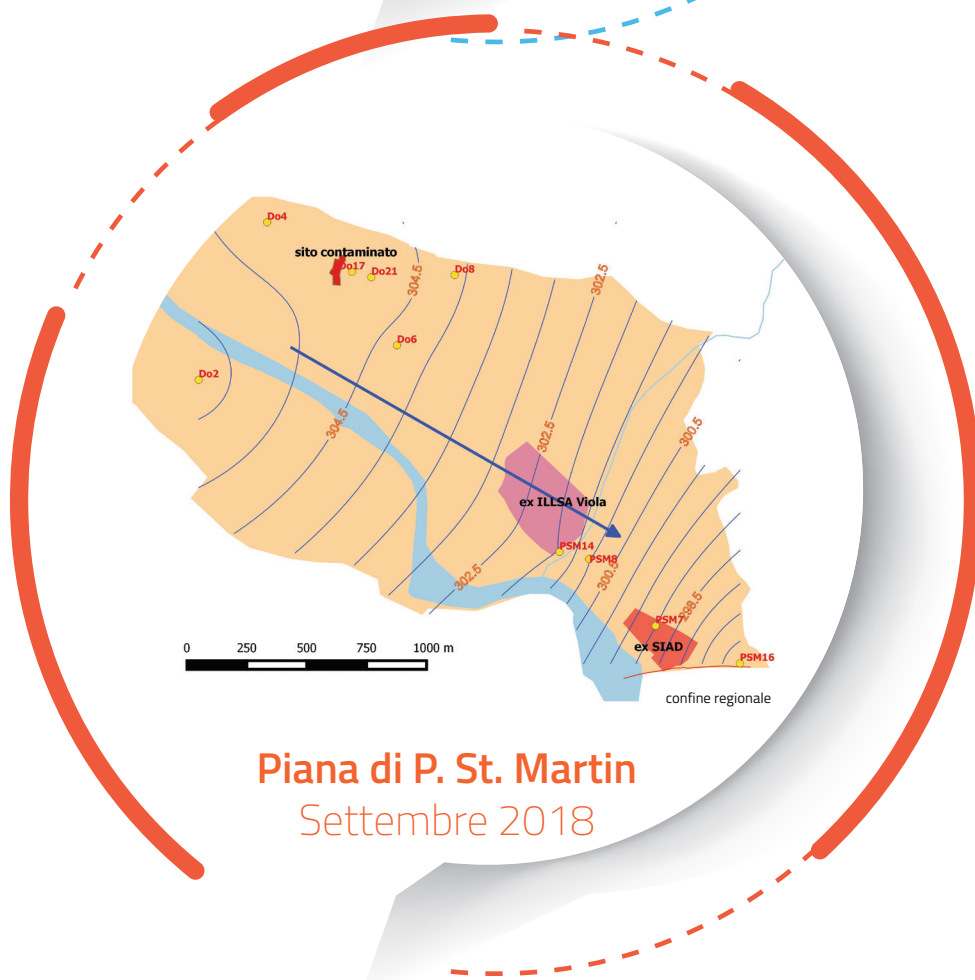 Do4
sito contaminato
Do17
Do21
304.5
Do8
302.5
Do6
Do2
304.5
302.5
300.5
ex ILLSA Viola
PSM14
PSM8
302.5
300.5
298.5
PSM7
ex SIAD
PSM16
0 250 500 750 1000 m
confine regionale
Piana di P. St. Martin
Settembre 2018